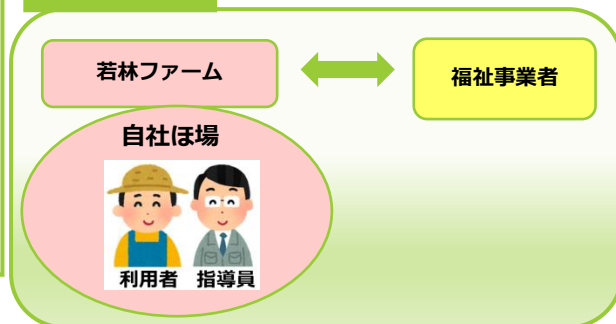 若林ファーム
福祉事業者
自社ほ場
利用者 指導員